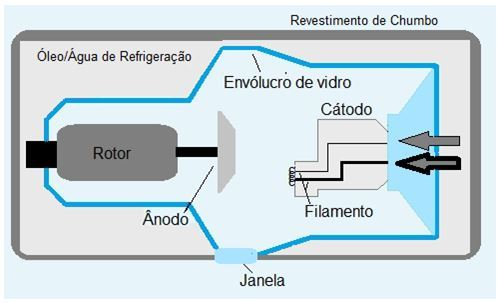 Revestimento de Chumbo
Óleo/Água de Refrigeração
Envólucro de vidro
Cátodo
Rotor
Ânodo
Filamento
Janela